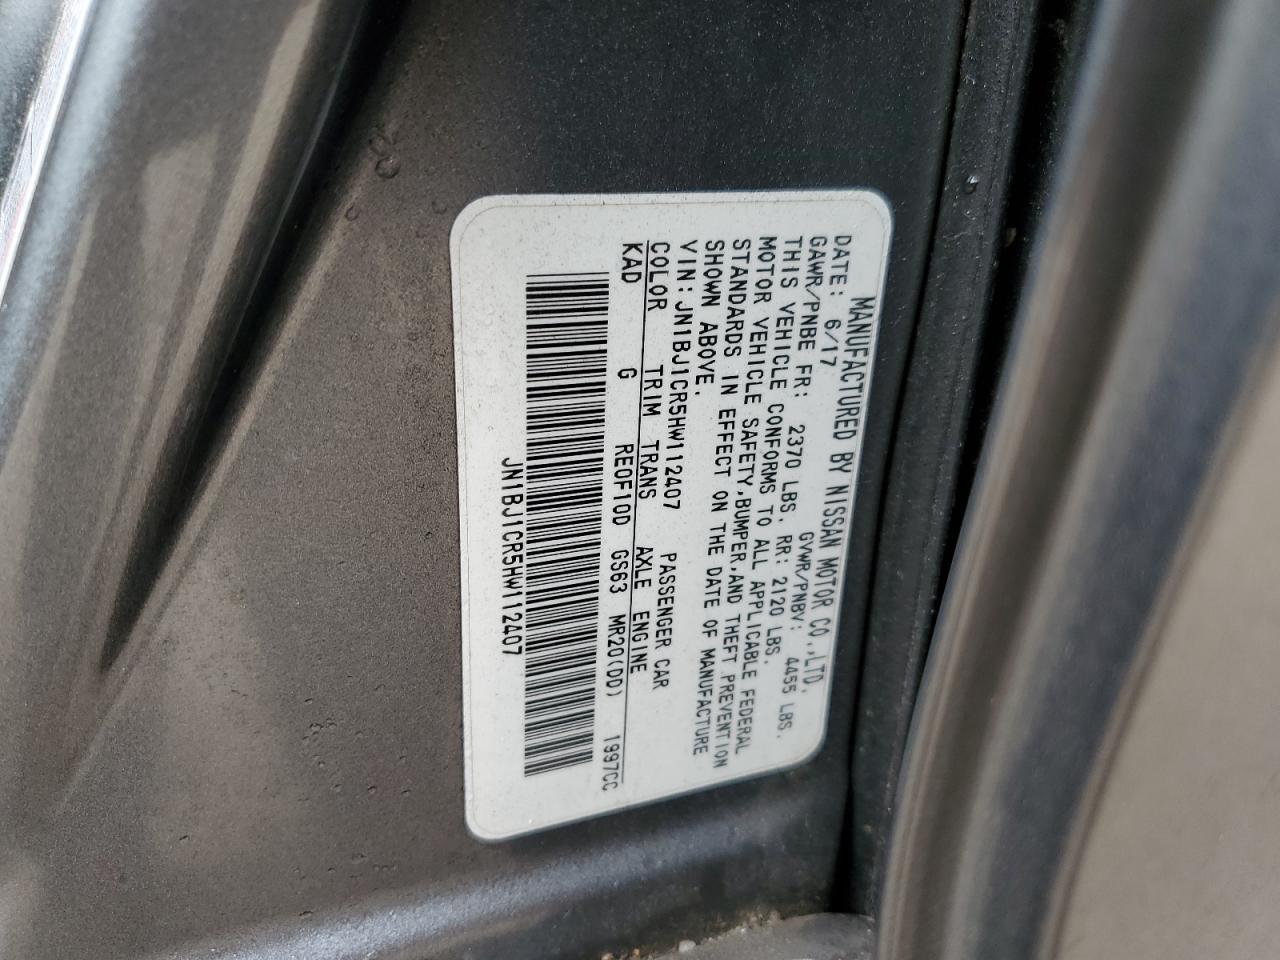 MANUFACTURED BY NISSAN MOTOR CO.,LTD.
DATE: 6/17 GVWR/PNBV: 4455 LBS.
GAWR/PNBE FR: 2370 LBS. RR: 2120 LBS.
THIS VEHICLE CONFORMS TO ALL APPLICABLE FEDERAL
MOTOR VEHICLE SAFETY,BUMPER,AND THEFT PREVENTION
STANDARDS IN EFFECT ON THE DATE OF MANUFACTURE
SHOWN ABOVE.
VIN: JN1BJ1CR5HW112407 PASSENGER CAR
COLOR TRIM TRANS AXLE ENGINE
KAD G RE0F10D GS63 MR20(DD) 1997CC
JN1BJ1CR5HW112407